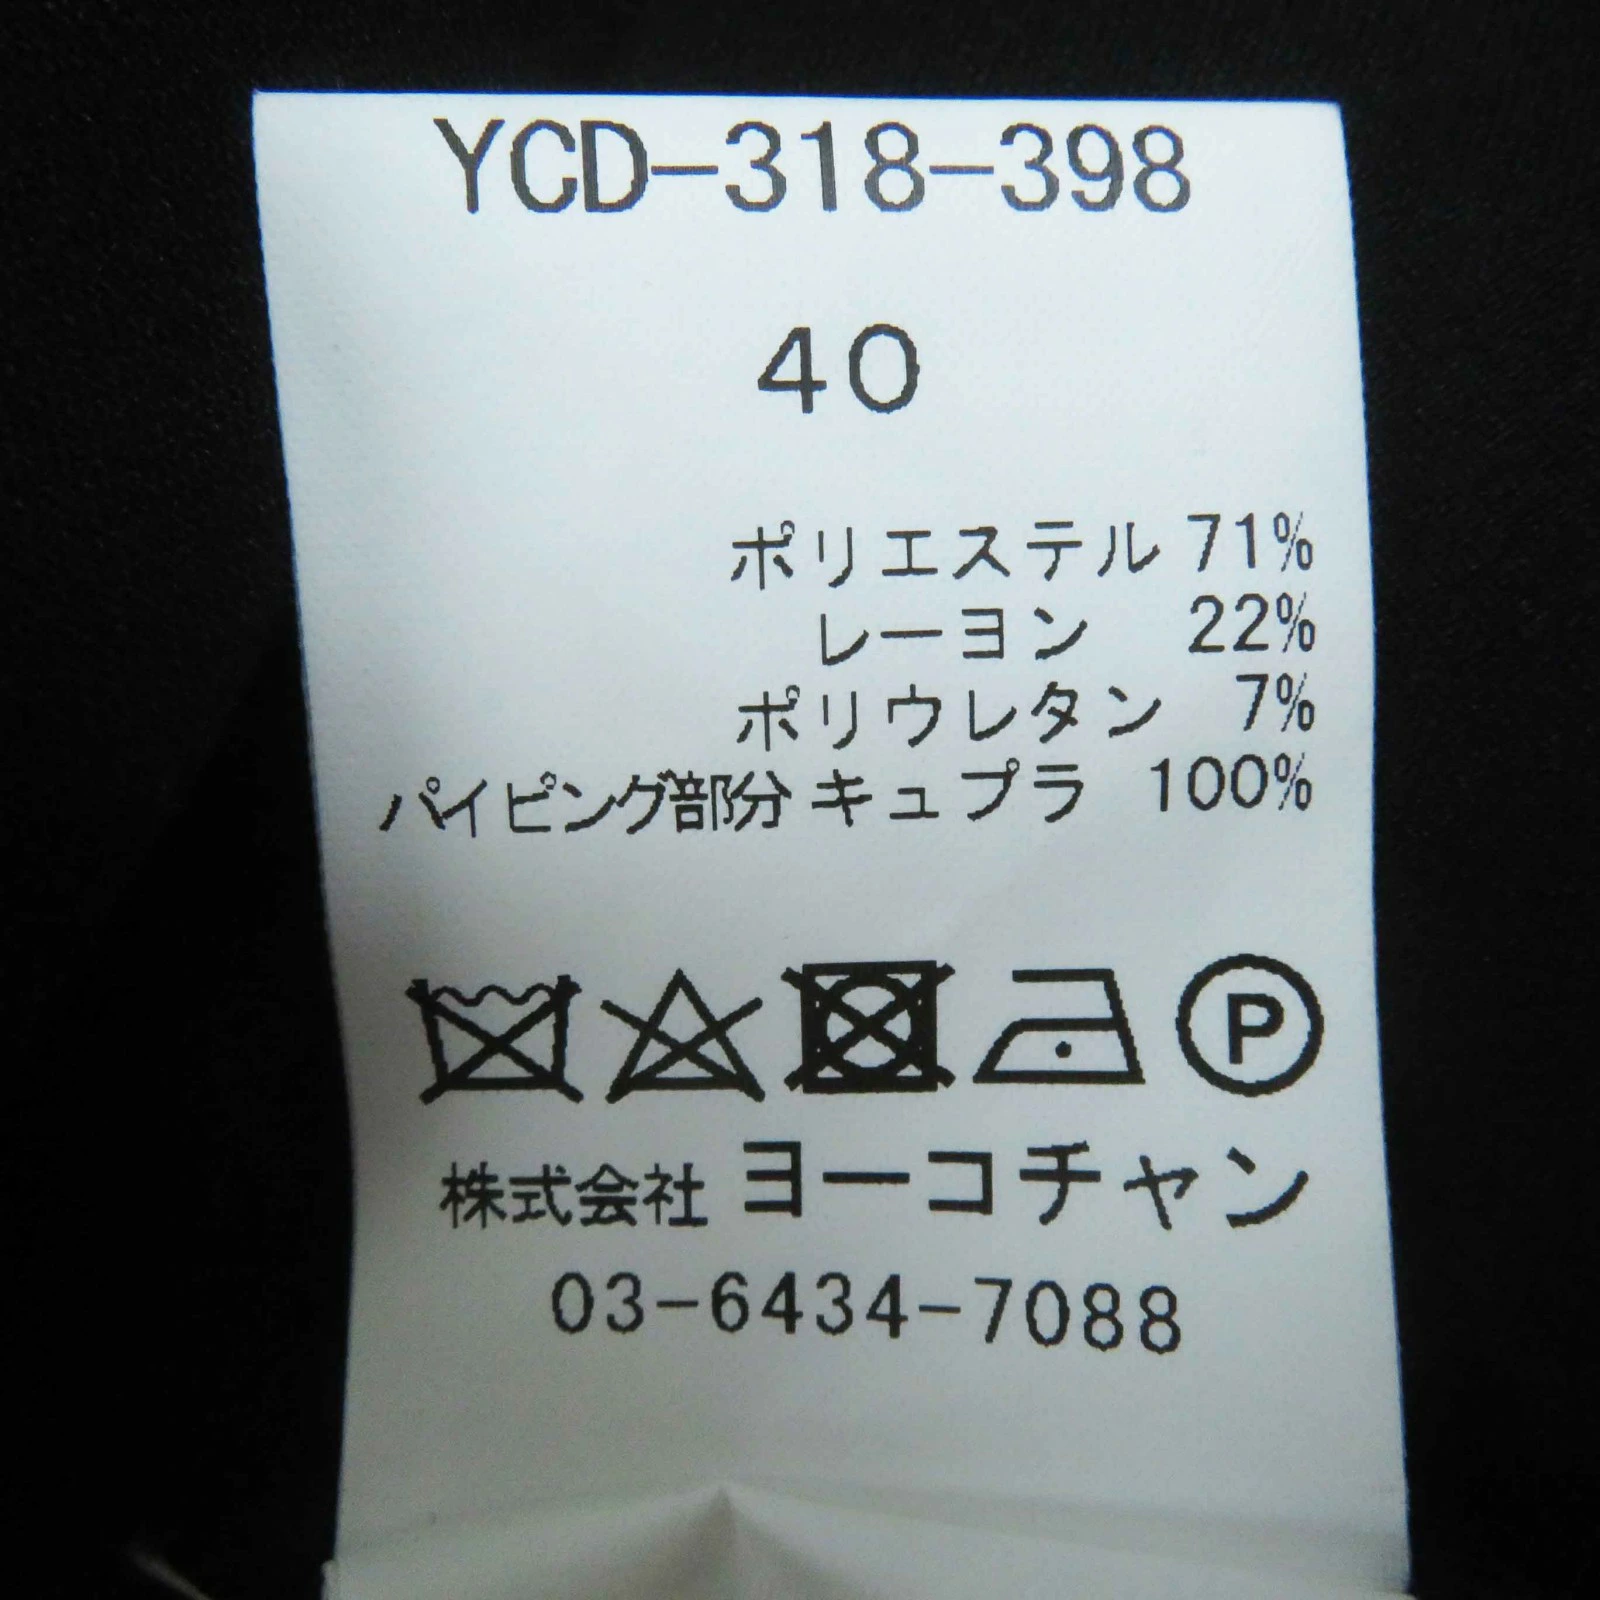 YCD-318-398
40
ポリエステル 71%
レーヨン 22%
ポリウレタン 7%
パイピング部分 キュプラ 100%
P
株式会社 ヨーコチャン
03-6434-7088